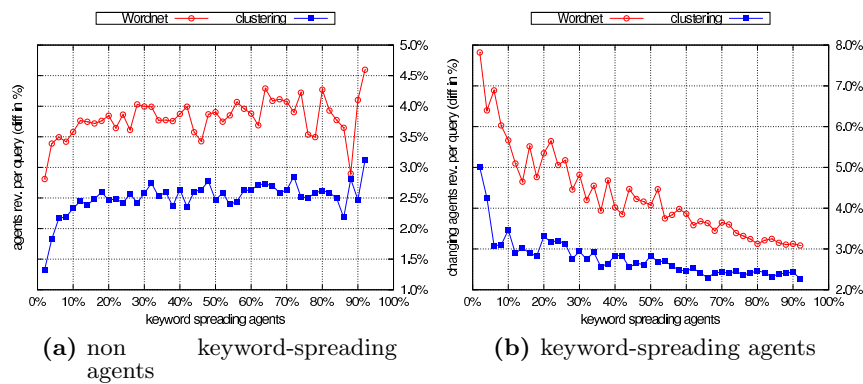 Wordnet clustering
agents rev. per query (diff in %)
5.0%
4.5%
4.0%
3.5%
3.0%
2.5%
2.0%
1.5%
1.0%
0% 10% 20% 30% 40% 50% 60% 70% 80% 90% 100%
keyword spreading agents
(a) non keyword-spreading
agents
Wordnet clustering
changing agents rev. per query (diff in %)
8.0%
7.0%
6.0%
5.0%
4.0%
3.0%
2.0%
0% 10% 20% 30% 40% 50% 60% 70% 80% 90% 100%
keyword spreading agents
(b) keyword-spreading agents